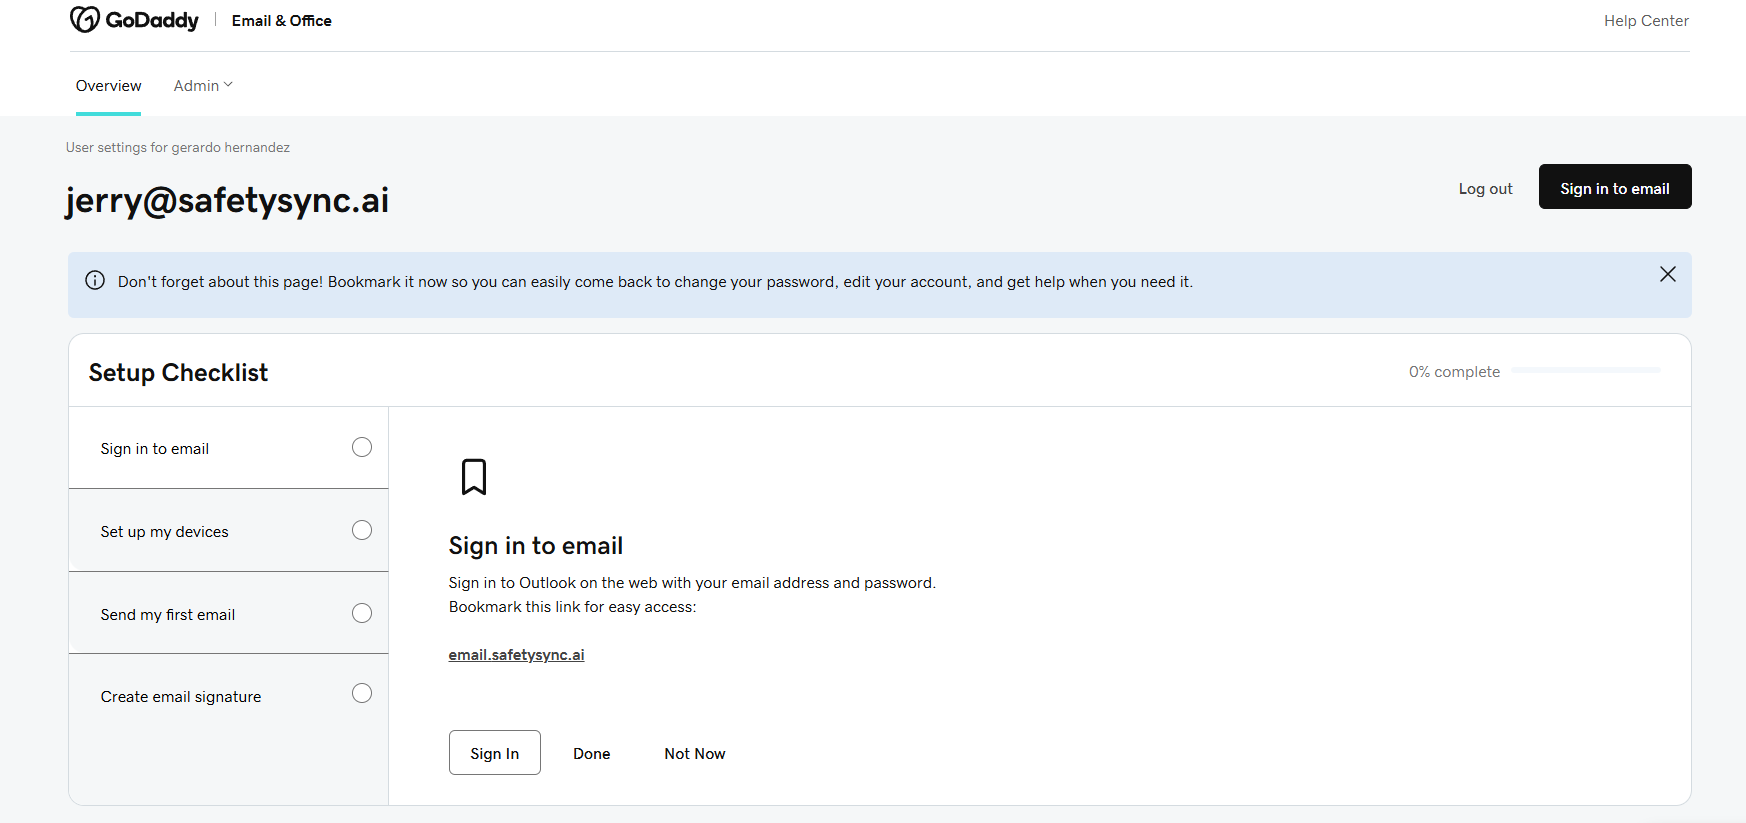 GoDaddy
Email & Office
Help Center
Overview
Admin
User settings for gerardo hernandez
jerry@safetysync.ai
Log out
Sign in to email
Don't forget about this page! Bookmark it now so you can easily come back to change your password, edit your account, and get help when you need it.
Setup Checklist
0% complete
Sign in to email
Set up my devices
Send my first email
Create email signature
Sign in to email
Sign in to Outlook on the web with your email address and password.
Bookmark this link for easy access:
email.safetysync.ai
Sign In
Done
Not Now